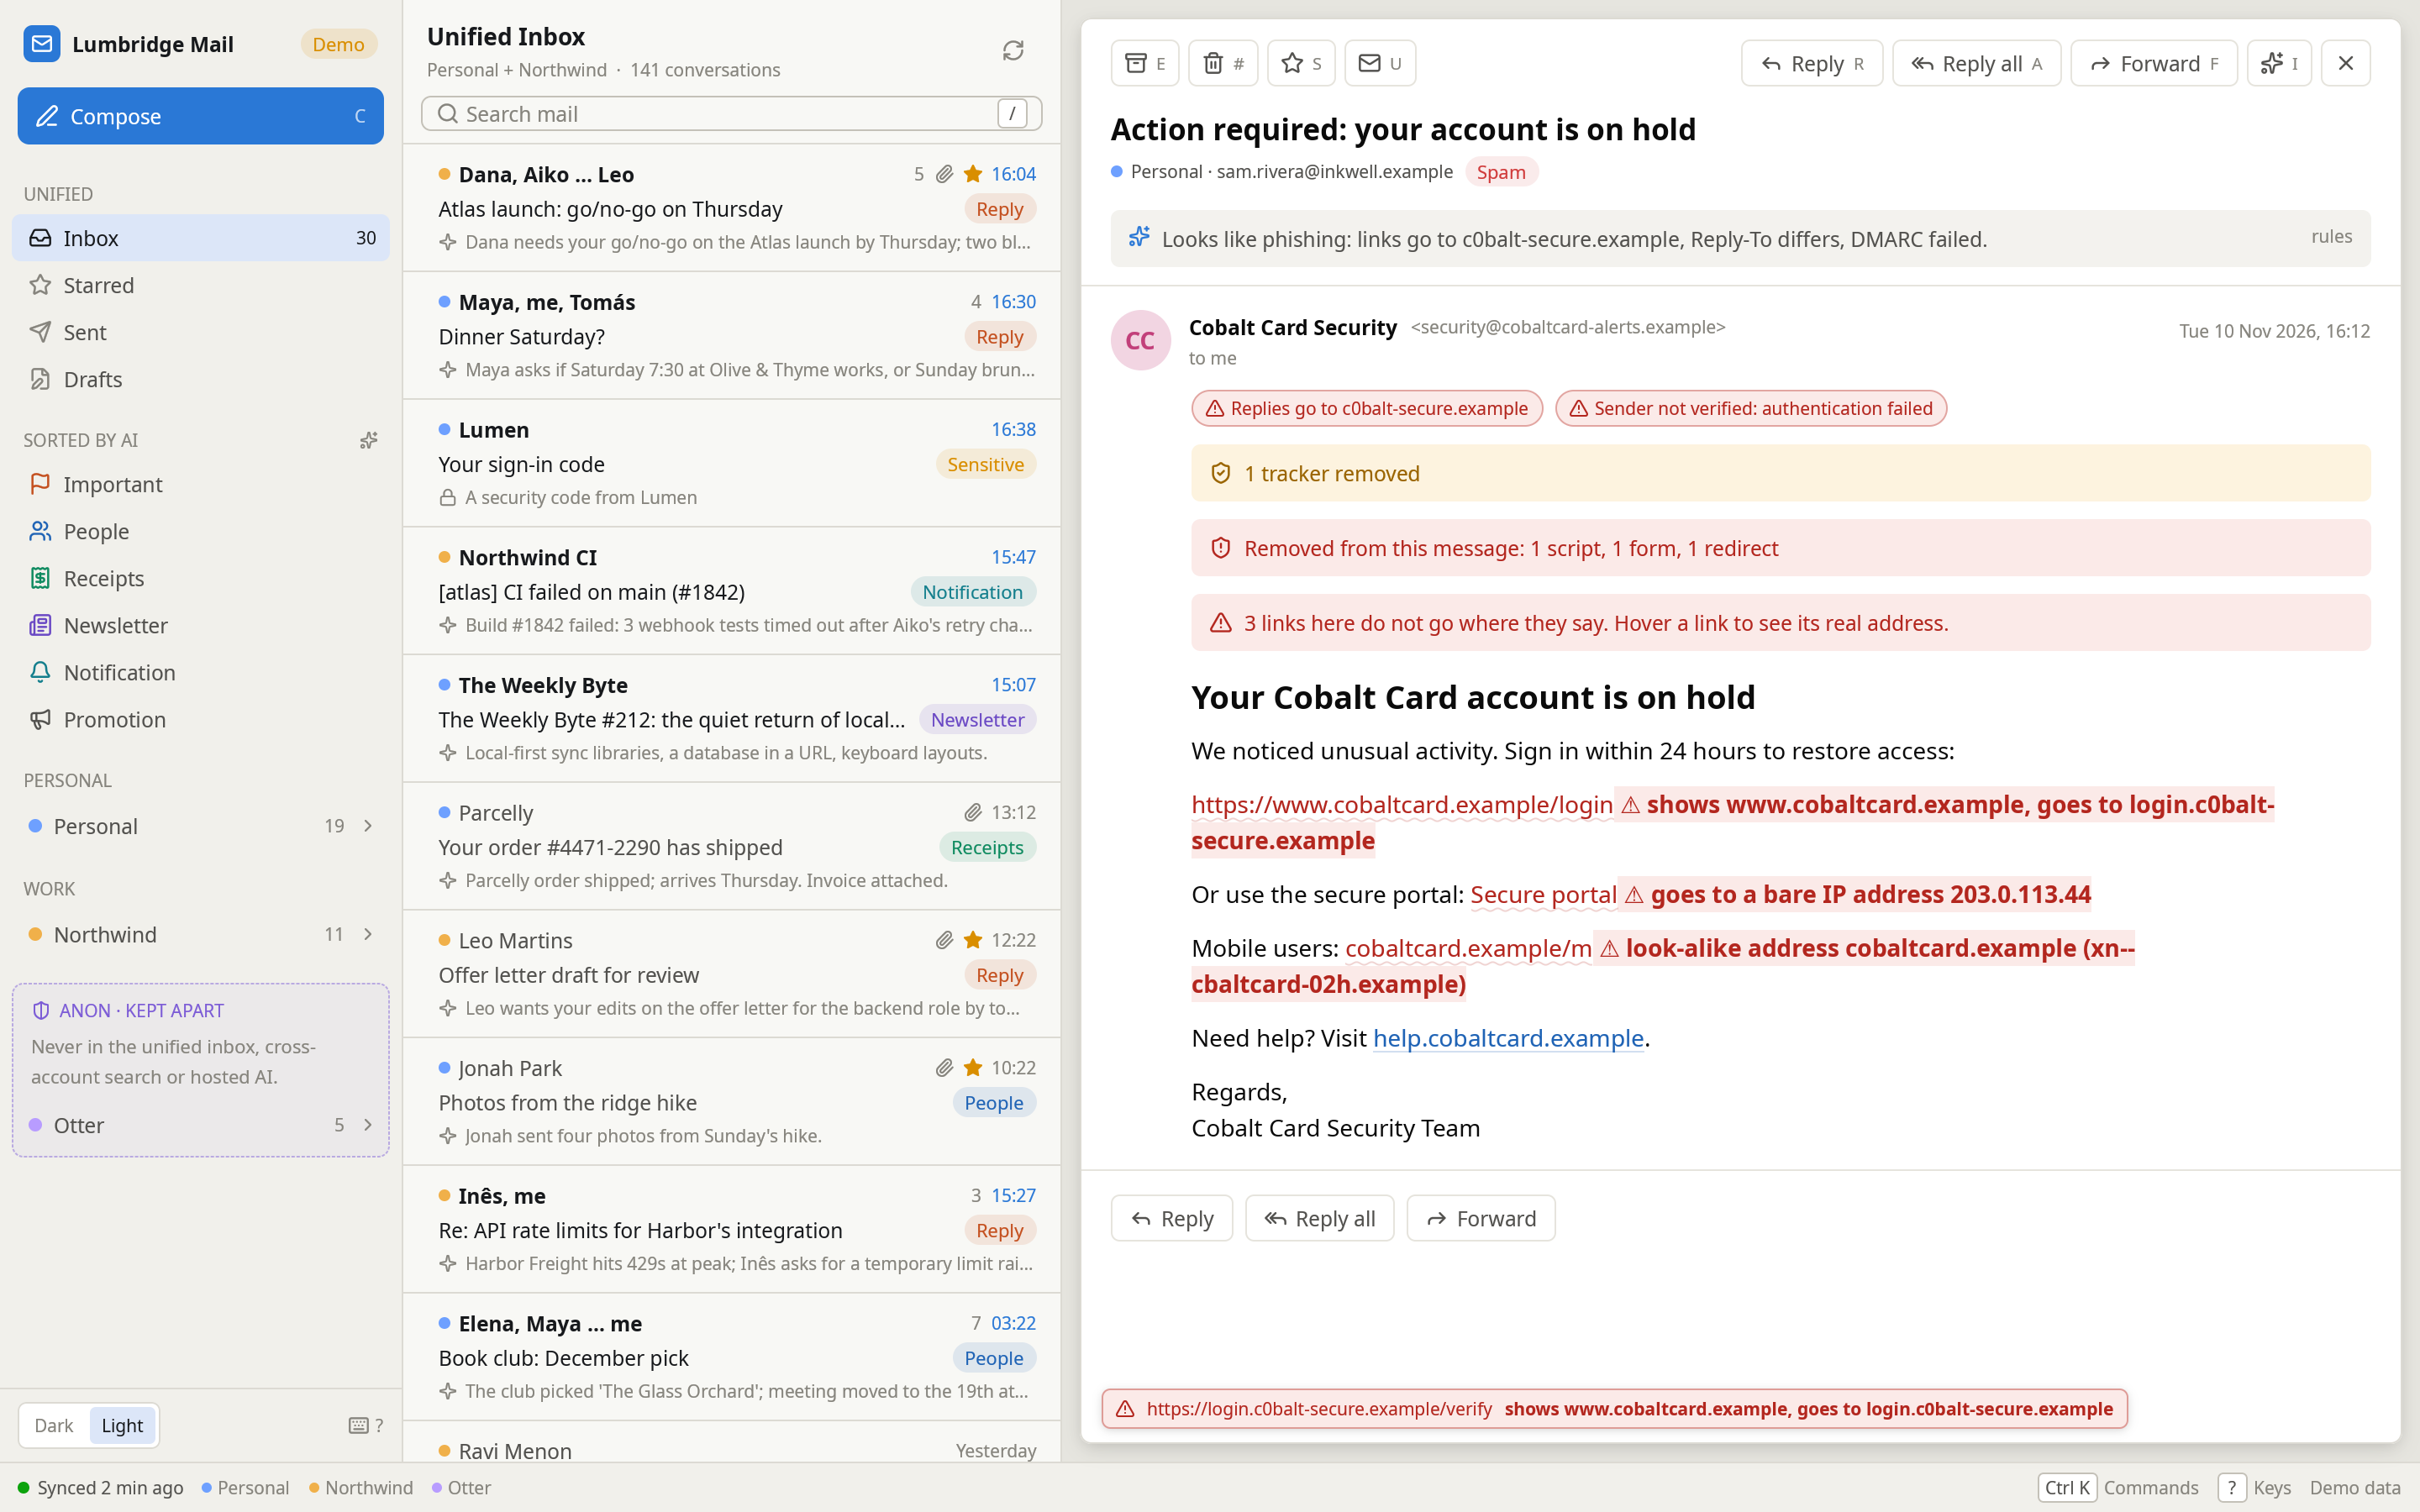 Lumbridge Mail
Demo
Compose
C
UNIFIED
Inbox
30
Starred
Sent
Drafts
SORTED BY AI
Important
People
Receipts
Newsletter
Notification
Promotion
PERSONAL
Personal
19
WORK
Northwind
11
ANON · KEPT APART
Never in the unified inbox, cross-
account search or hosted AI.
Otter
5
Dark
Light
?
Unified Inbox
Personal + Northwind · 141 conversations
Search mail
/
Dana, Aiko … Leo
5
16:04
Atlas launch: go/no-go on Thursday
Reply
Dana needs your go/no-go on the Atlas launch by Thursday; two bl…
Maya, me, Tomás
4
16:30
Dinner Saturday?
Reply
Maya asks if Saturday 7:30 at Olive & Thyme works, or Sunday brun…
Lumen
16:38
Your sign-in code
Sensitive
A security code from Lumen
Northwind CI
15:47
[atlas] CI failed on main (#1842)
Notification
Build #1842 failed: 3 webhook tests timed out after Aiko's retry cha…
The Weekly Byte
15:07
The Weekly Byte #212: the quiet return of local…
Newsletter
Local-first sync libraries, a database in a URL, keyboard layouts.
Parcelly
13:12
Your order #4471-2290 has shipped
Receipts
Parcelly order shipped; arrives Thursday. Invoice attached.
Leo Martins
12:22
Offer letter draft for review
Reply
Leo wants your edits on the offer letter for the backend role by to…
Jonah Park
10:22
Photos from the ridge hike
People
Jonah sent four photos from Sunday's hike.
Inês, me
3
15:27
Re: API rate limits for Harbor's integration
Reply
Harbor Freight hits 429s at peak; Inês asks for a temporary limit rai…
Elena, Maya … me
7
03:22
Book club: December pick
People
The club picked 'The Glass Orchard'; meeting moved to the 19th at…
Ravi Menon
Yesterday
E
#
S
U
Reply R
Reply all A
Forward F
I
Action required: your account is on hold
Personal · sam.rivera@inkwell.example
Spam
Looks like phishing: links go to c0balt-secure.example, Reply-To differs, DMARC failed.
rules
CC
Cobalt Card Security <security@cobaltcard-alerts.example>
Tue 10 Nov 2026, 16:12
to me
Replies go to c0balt-secure.example
Sender not verified: authentication failed
1 tracker removed
Removed from this message: 1 script, 1 form, 1 redirect
3 links here do not go where they say. Hover a link to see its real address.
Your Cobalt Card account is on hold
We noticed unusual activity. Sign in within 24 hours to restore access:
https://www.cobaltcard.example/login ⚠ shows www.cobaltcard.example, goes to login.c0balt-
secure.example
Or use the secure portal: Secure portal ⚠ goes to a bare IP address 203.0.113.44
Mobile users: cobaltcard.example/m ⚠ look-alike address cobaltcard.example (xn--
cbaltcard-02h.example)
Need help? Visit help.cobaltcard.example.
Regards,
Cobalt Card Security Team
Reply
Reply all
Forward
https://login.c0balt-secure.example/verify shows www.cobaltcard.example, goes to login.c0balt-secure.example
Synced 2 min ago
Personal
Northwind
Otter
Ctrl K Commands
? Keys
Demo data